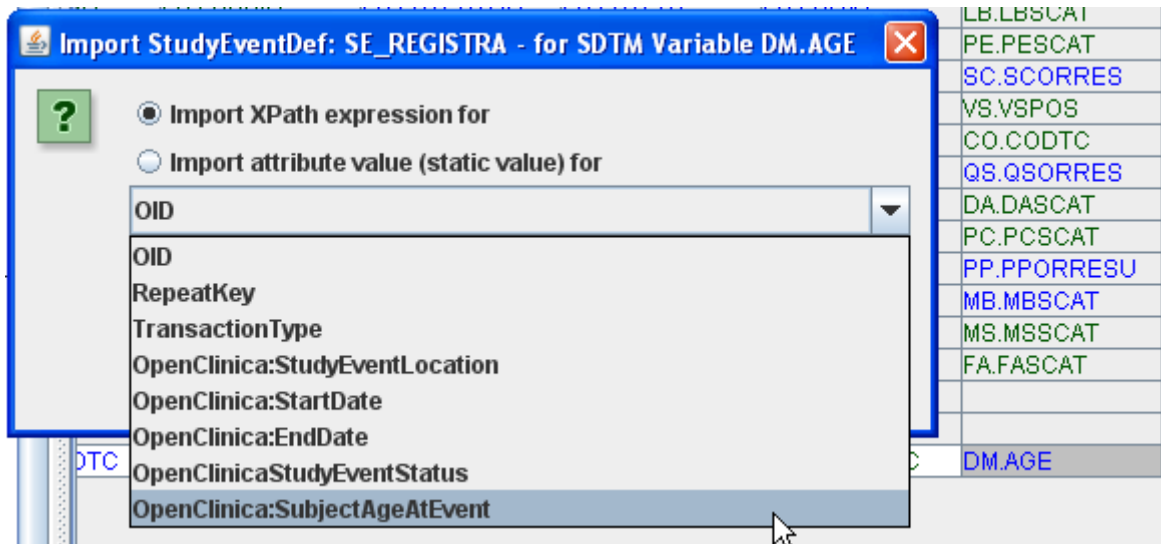 LB.LBSCAT
Import StudyEventDef: SE_REGISTRA - for SDTM Variable DM.AGE
PE.PESCAT
SC.SCORRES
? Import XPath expression for
VS.VSPOS
CO.CODTC
Import attribute value (static value) for
QS.QSORRES
OID
DA.DASCAT
PC.PCSCAT
OID
PP.PPORRESU
RepeatKey
MB.MBSCAT
TransactionType
MS.MSSCAT
OpenClinica:StudyEventLocation
FA.FASCAT
OpenClinica:StartDate
OpenClinica:EndDate
DTC
OpenClinicaStudyEventStatus
DM.AGE
OpenClinica:SubjectAgeAtEvent